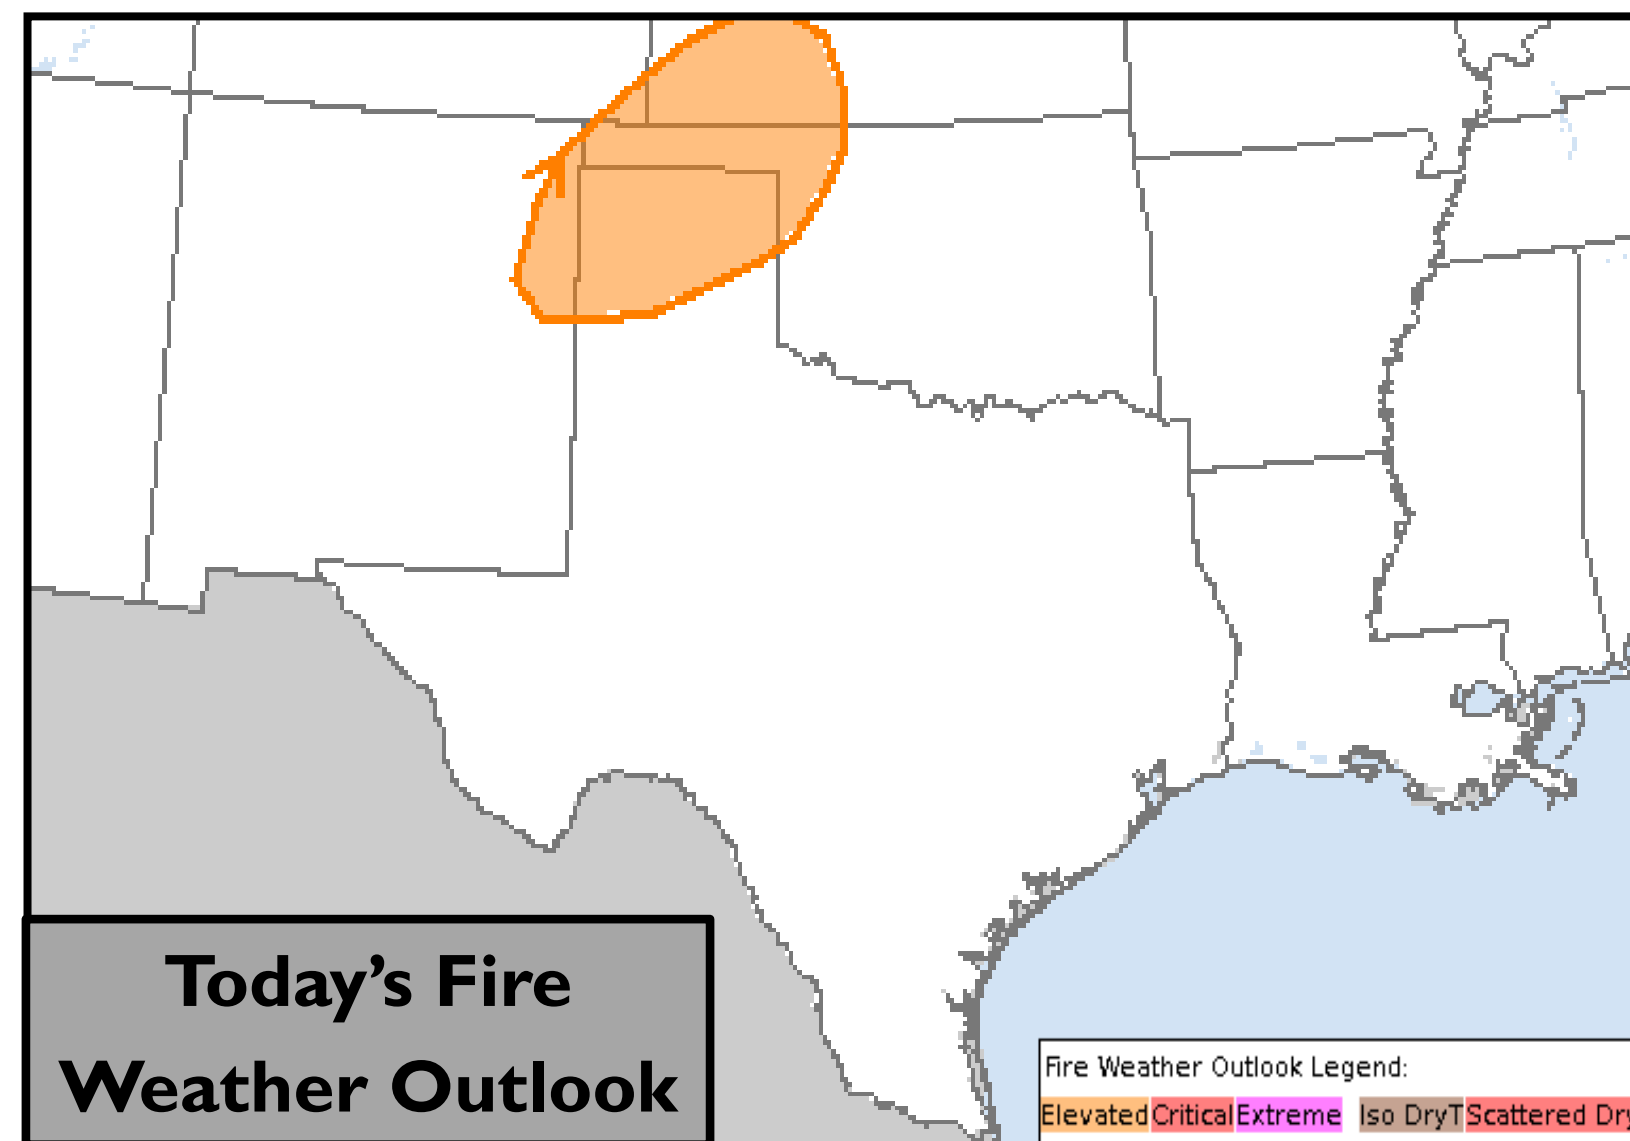 Today’s Fire
Weather Outlook
Fire Weather Outlook Legend:
Elevated Critical Extreme Iso DryT Scattered Dry